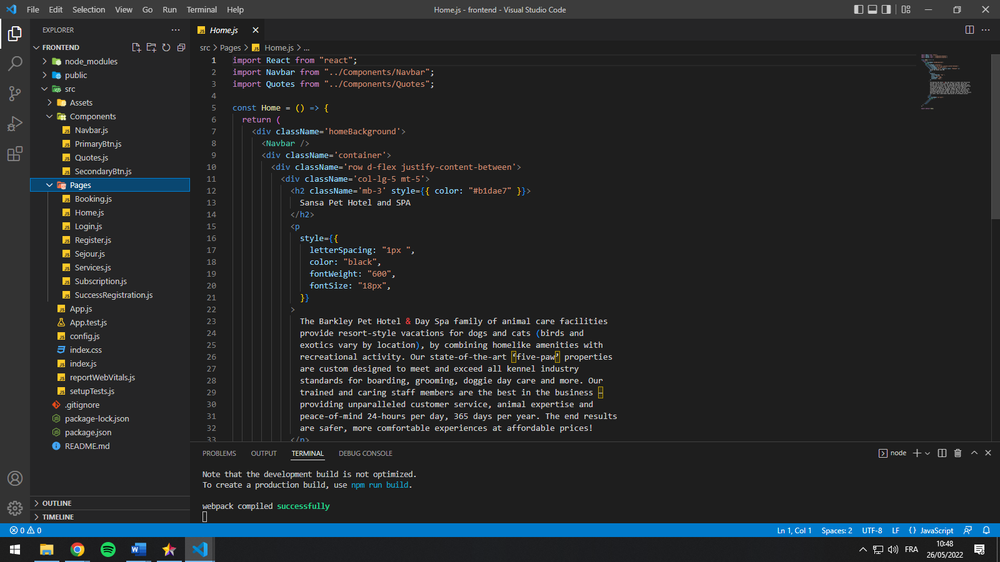 File Edit Selection View Go Run Terminal Help
Home.js - frontend - Visual Studio Code
EXPLORER
FRONTEND
node_modules
public
src
Assets
Components
Navbar.js
PrimaryBtn.js
Quotes.js
SecondaryBtn.js
Pages
Booking.js
Home.js
Login.js
Register.js
Sejour.js
Services.js
Subscription.js
SuccessRegistration.js
App.js
App.test.js
config.js
index.css
index.js
reportWebVitals.js
setupTests.js
.gitignore
package-lock.json
package.json
README.md
OUTLINE
TIMELINE
Home.js
src > Pages > Home.js > ...
1 import React from "react";
2 import Navbar from "../Components/Navbar";
3 import Quotes from "../Components/Quotes";
4
5 const Home = () => {
6 return (
7 <div className='homeBackground'>
8 <Navbar />
9 <div className='container'>
10 <div className='row d-flex justify-content-between'>
11 <div className='col-lg-5 mt-5'>
12 <h2 className='mb-3' style={{ color: "#b1dae7" }}>
13 Sansa Pet Hotel and SPA
14 </h2>
15 <p
16 style={{
17 letterSpacing: "1px ",
18 color: "black",
19 fontWeight: "600",
20 fontSize: "18px",
21 }}
22 >
23 The Barkley Pet Hotel & Day Spa family of animal care facilities
24 provide resort-style vacations for dogs and cats (birds and
25 exotics vary by location), by combining homelike amenities with
26 recreational activity. Our state-of-the-art ‘five-paw’ properties
27 are custom designed to meet and exceed all kennel industry
28 standards for boarding, grooming, doggie day care and more. Our
29 trained and caring staff members are the best in the business –
30 providing unparalleled customer service, animal expertise and
31 peace-of-mind 24-hours per day, 365 days per year. The end results
32 are safer, more comfortable experiences at affordable prices!
33 </p>
PROBLEMS OUTPUT TERMINAL DEBUG CONSOLE
node
Note that the development build is not optimized.
To create a production build, use npm run build.
webpack compiled successfully
0 0
Ln 1, Col 1 Spaces: 2 UTF-8 LF {} JavaScript
FRA
10:48
26/05/2022